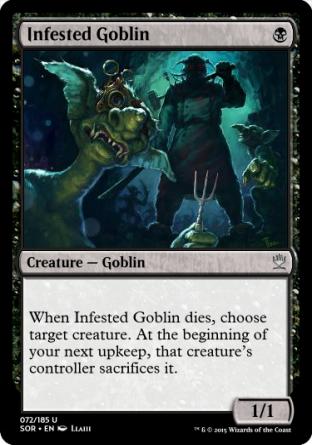 Infested Goblin
Creature — Goblin
When Infested Goblin dies, choose
target creature. At the beginning of
your next upkeep, that creature's
controller sacrifices it.
1/1
072/185 U
SOR • EN Llaiii
™ & © 2015 Wizards of the Coast